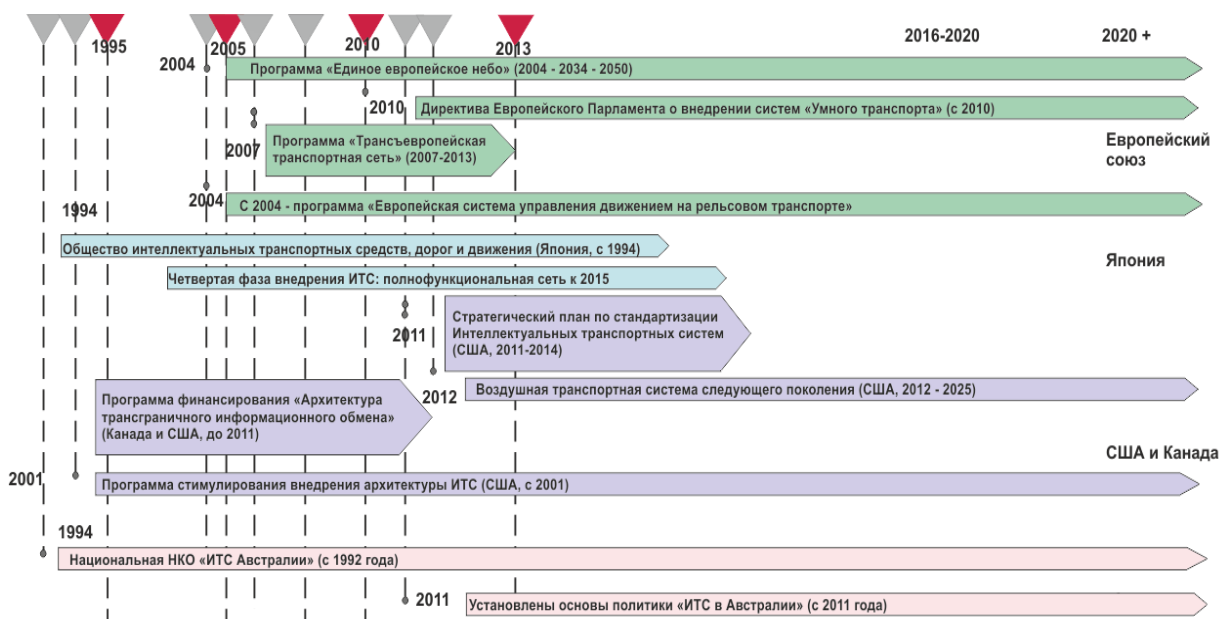 1995
2005
2010
2013
2016-2020
2020 +
2004
Программа «Единое европейское небо» (2004 - 2034 - 2050)
2010
Директива Европейского Парламента о внедрении систем «Умного транспорта» (с 2010)
2007
Программа «Трансъевропейская
транспортная сеть» (2007-2013)
Европейский
союз
2004
С 2004 - программа «Европейская система управления движением на рельсовом транспорте»
1994
Общество интеллектуальных транспортных средств, дорог и движения (Япония, с 1994)
Япония
Четвертая фаза внедрения ИТС: полнофункциональная сеть к 2015
2011
Стратегический план по стандартизации
Интеллектуальных транспортных систем
(США, 2011-2014)
2012
Воздушная транспортная система следующего поколения (США, 2012 - 2025)
Программа финансирования «Архитектура
трансграничного информационного обмена»
(Канада и США, до 2011)
США и Канада
2001
Программа стимулирования внедрения архитектуры ИТС (США, с 2001)
1994
Национальная НКО «ИТС Австралии» (с 1992 года)
2011
Установлены основы политики «ИТС в Австралии» (с 2011 года)